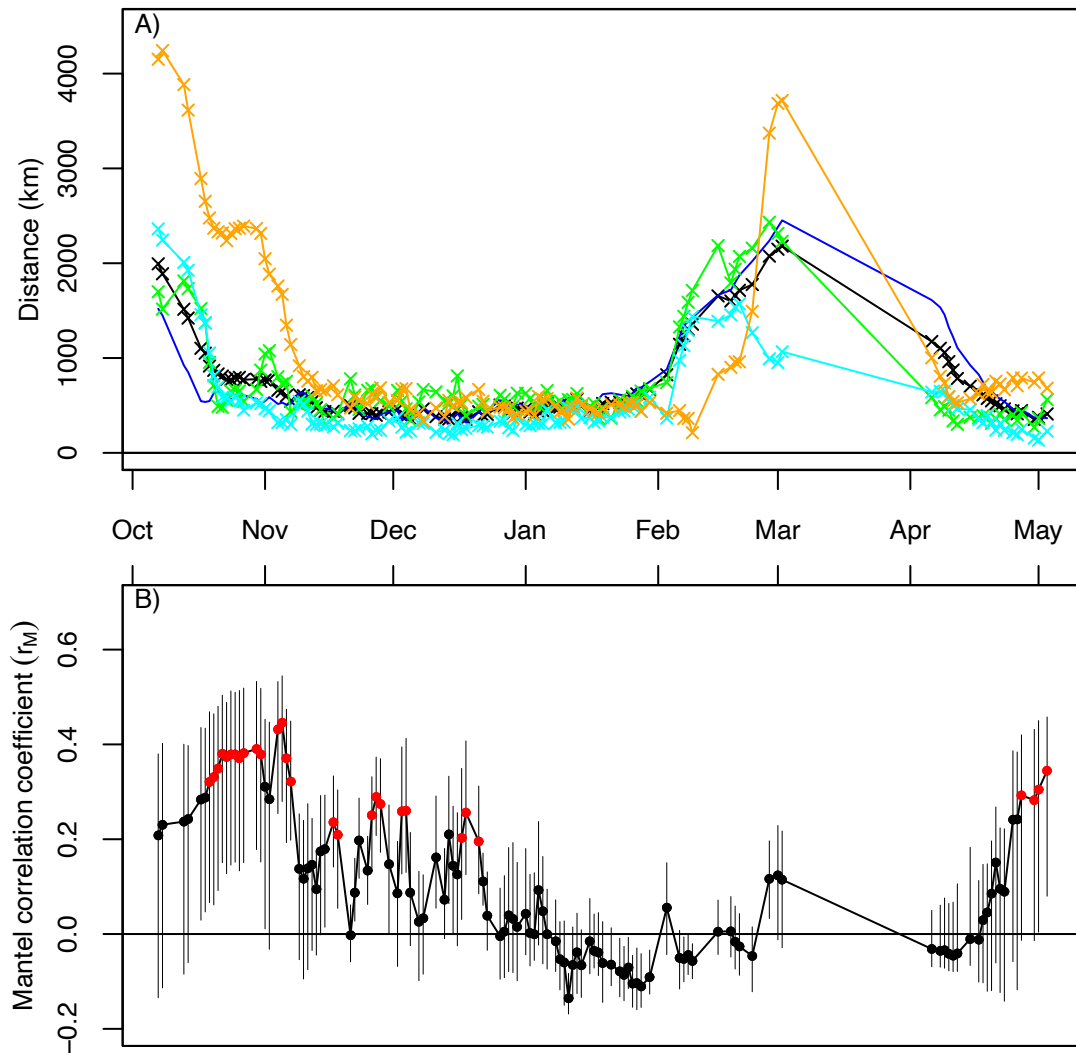 A)
Distance (km)
4000
3000
2000
1000
0
Oct Nov Dec Jan Feb Mar Apr May
B)
Mantel correlation coefficient (rM)
0.6
0.4
0.2
0.0
−0.2